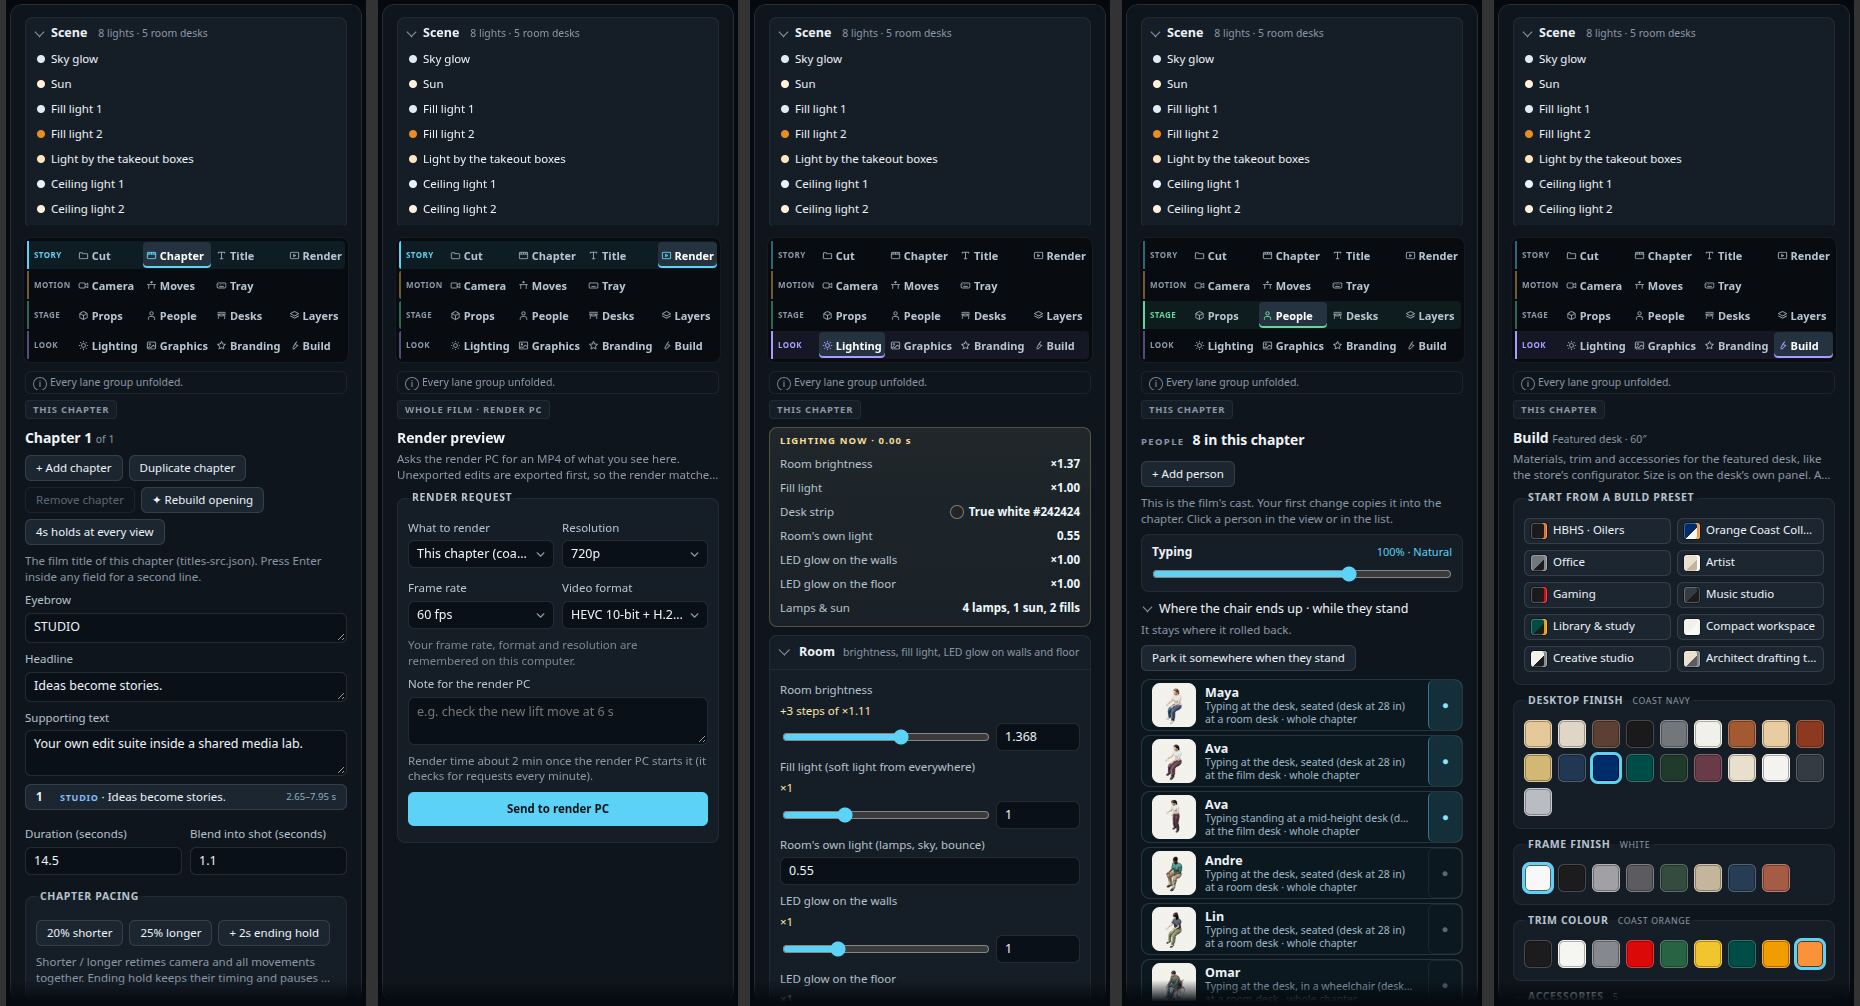 Scene 8 lights · 5 room desks
Sky glow
Sun
Fill light 1
Fill light 2
Light by the takeout boxes
Ceiling light 1
Ceiling light 2
STORY Cut Chapter Title Render
MOTION Camera Moves Tray
STAGE Props People Desks Layers
LOOK Lighting Graphics Branding Build
Every lane group unfolded.
THIS CHAPTER
Chapter 1 of 1
+ Add chapter Duplicate chapter
Remove chapter ✦ Rebuild opening
4s holds at every view
The film title of this chapter (titles-src.json). Press Enter
inside any field for a second line.
Eyebrow
STUDIO
Headline
Ideas become stories.
Supporting text
Your own edit suite inside a shared media lab.
1 STUDIO · Ideas become stories. 2.65–7.95 s
Duration (seconds) Blend into shot (seconds)
14.5 1.1
CHAPTER PACING
20% shorter 25% longer + 2s ending hold
Shorter / longer retimes camera and all movements
together. Ending hold keeps their timing and pauses ...
Scene 8 lights · 5 room desks
Sky glow
Sun
Fill light 1
Fill light 2
Light by the takeout boxes
Ceiling light 1
Ceiling light 2
STORY Cut Chapter Title Render
MOTION Camera Moves Tray
STAGE Props People Desks Layers
LOOK Lighting Graphics Branding Build
Every lane group unfolded.
WHOLE FILM · RENDER PC
Render preview
Asks the render PC for an MP4 of what you see here.
Unexported edits are exported first, so the render matche...
RENDER REQUEST
What to render Resolution
This chapter (coa... 720p
Frame rate Video format
60 fps HEVC 10-bit + H.2...
Your frame rate, format and resolution are
remembered on this computer.
Note for the render PC
e.g. check the new lift move at 6 s
Render time about 2 min once the render PC starts it (it
checks for requests every minute).
Send to render PC
Scene 8 lights · 5 room desks
Sky glow
Sun
Fill light 1
Fill light 2
Light by the takeout boxes
Ceiling light 1
Ceiling light 2
STORY Cut Chapter Title Render
MOTION Camera Moves Tray
STAGE Props People Desks Layers
LOOK Lighting Graphics Branding Build
Every lane group unfolded.
THIS CHAPTER
LIGHTING NOW · 0.00 s
Room brightness ×1.37
Fill light ×1.00
Desk strip True white #242424
Room's own light 0.55
LED glow on the walls ×1.00
LED glow on the floor ×1.00
Lamps & sun 4 lamps, 1 sun, 2 fills
Room brightness, fill light, LED glow on walls and floor
Room brightness
+3 steps of ×1.11
1.368
Fill light (soft light from everywhere)
×1
1
Room's own light (lamps, sky, bounce)
0.55
LED glow on the walls
×1
1
LED glow on the floor
×1
Scene 8 lights · 5 room desks
Sky glow
Sun
Fill light 1
Fill light 2
Light by the takeout boxes
Ceiling light 1
Ceiling light 2
STORY Cut Chapter Title Render
MOTION Camera Moves Tray
STAGE Props People Desks Layers
LOOK Lighting Graphics Branding Build
Every lane group unfolded.
THIS CHAPTER
PEOPLE 8 in this chapter
+ Add person
This is the film's cast. Your first change copies it into the
chapter. Click a person in the view or in the list.
Typing 100% · Natural
Where the chair ends up · while they stand
It stays where it rolled back.
Park it somewhere when they stand
Maya
Typing at the desk, seated (desk at 28 in)
at a room desk · whole chapter
Ava
Typing at the desk, seated (desk at 28 in)
at the film desk · whole chapter
Ava
Typing standing at a mid-height desk (d...
at the film desk · whole chapter
Andre
Typing at the desk, seated (desk at 28 in)
at a room desk · whole chapter
Lin
Typing at the desk, seated (desk at 28 in)
at a room desk · whole chapter
Omar
Typing at the desk, in a wheelchair (desk...
at a room desk · whole chapter
Scene 8 lights · 5 room desks
Sky glow
Sun
Fill light 1
Fill light 2
Light by the takeout boxes
Ceiling light 1
Ceiling light 2
STORY Cut Chapter Title Render
MOTION Camera Moves Tray
STAGE Props People Desks Layers
LOOK Lighting Graphics Branding Build
Every lane group unfolded.
THIS CHAPTER
Build Featured desk · 60″
Materials, trim and accessories for the featured desk, like
the store's configurator. Size is on the desk's own panel. A...
START FROM A BUILD PRESET
HBHS · Oilers Orange Coast Coll...
Office Artist
Gaming Music studio
Library & study Compact workspace
Creative studio Architect drafting t...
DESKTOP FINISH COAST NAVY
FRAME FINISH WHITE
TRIM COLOUR COAST ORANGE
ACCESSORIES 5